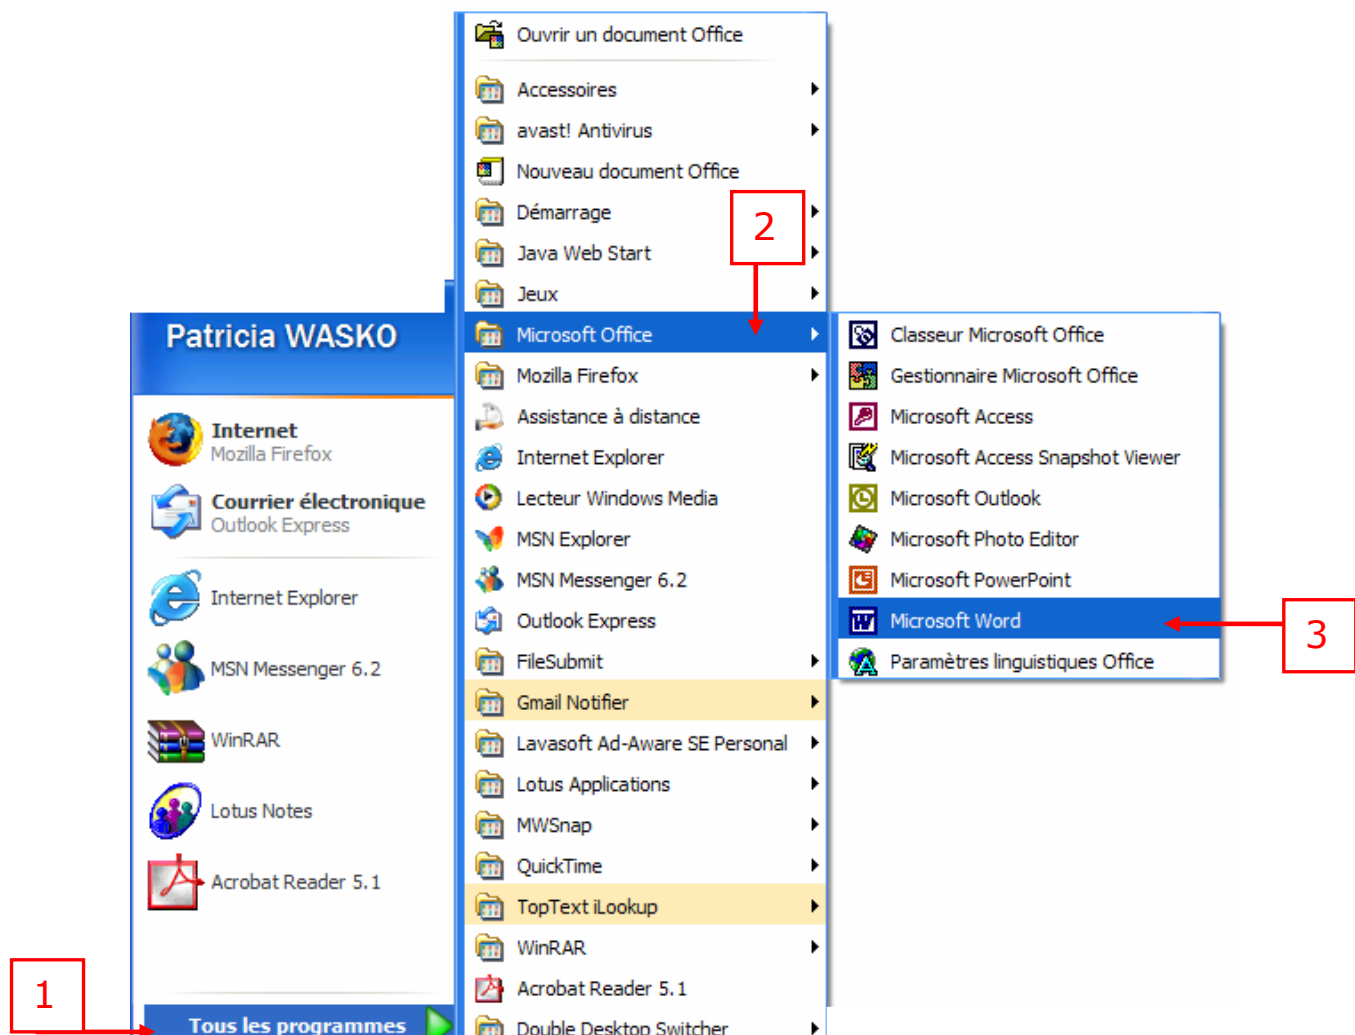 Ouvrir un document Office
Accessoires
avast! Antivirus
Nouveau document Office
Démarrage
2
Java Web Start
Jeux
Microsoft Office
Mozilla Firefox
Assistance à distance
Internet Explorer
Lecteur Windows Media
MSN Explorer
MSN Messenger 6.2
Outlook Express
FileSubmit
Gmail Notifier
Lavasoft Ad-Aware SE Personal
Lotus Applications
MWSnap
QuickTime
TopText iLookup
WinRAR
Acrobat Reader 5.1
Double Desktop Switcher
Patricia WASKO
Internet
Mozilla Firefox
Courrier électronique
Outlook Express
Internet Explorer
MSN Messenger 6.2
WinRAR
Lotus Notes
Acrobat Reader 5.1
1
Tous les programmes
Classeur Microsoft Office
Gestionnaire Microsoft Office
Microsoft Access
Microsoft Access Snapshot Viewer
Microsoft Outlook
Microsoft Photo Editor
Microsoft PowerPoint
Microsoft Word
3
Paramètres linguistiques Office